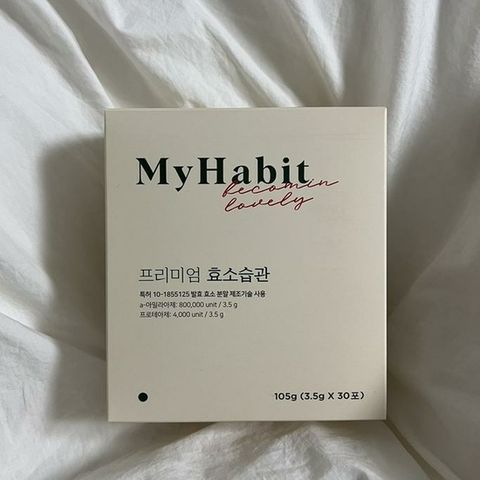 MyHabit
becomin
lovely
프리미엄 효소습관
특허 10-1855125 발효 효소 분말 제조기술 사용
a-아밀라아제: 800,000 unit / 3.5 g
프로테아제: 4,000 unit / 3.5 g
105g (3.5g X 30포)